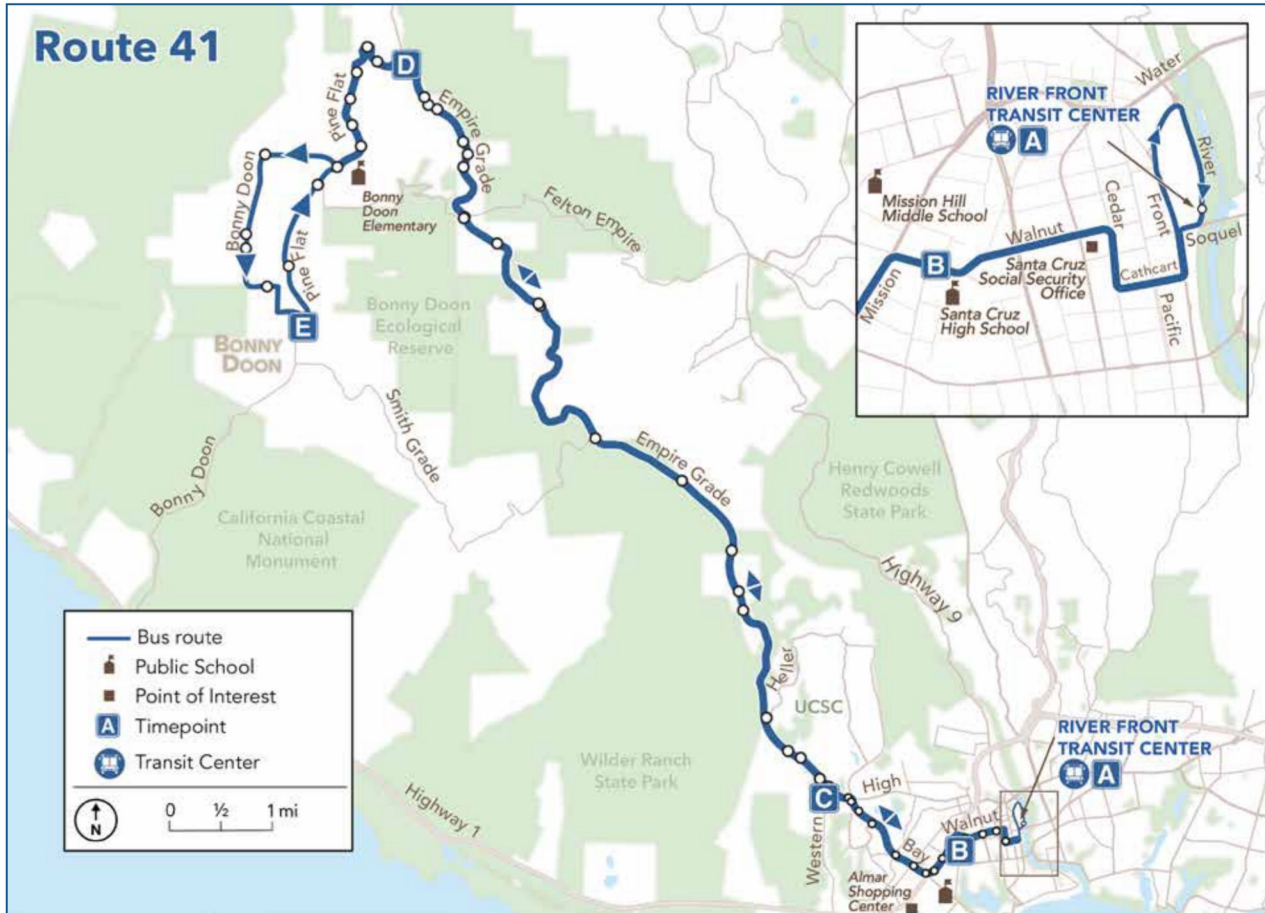 Route 41
D
Pine Flat
Empire Grade
Bonny Doon
Bonny
Doon
Elementary
Felton Empire
Pine Flat
E
BONNY
DOON
Bonny Doon
Ecological
Reserve
Smith Grade
Bonny Doon
Empire Grade
California Coastal
National
Monument
Henry Cowell
Redwoods
State Park
Highway 9
Heller
UCSC
Wilder Ranch
State Park
Highway 1
RIVER FRONT
TRANSIT CENTER
A
High
C
Western
Walnut
Bay
B
Almar
Shopping
Center
Water
RIVER FRONT
TRANSIT CENTER
A
River
Mission Hill
Middle School
Cedar
Front
Soquel
Walnut
B
Mission
Santa Cruz
Social Security
Office
Cathcart
Pacific
Santa Cruz
High School
Bus route
Public School
Point of Interest
A Timepoint
Transit Center
N
0 ½ 1 mi